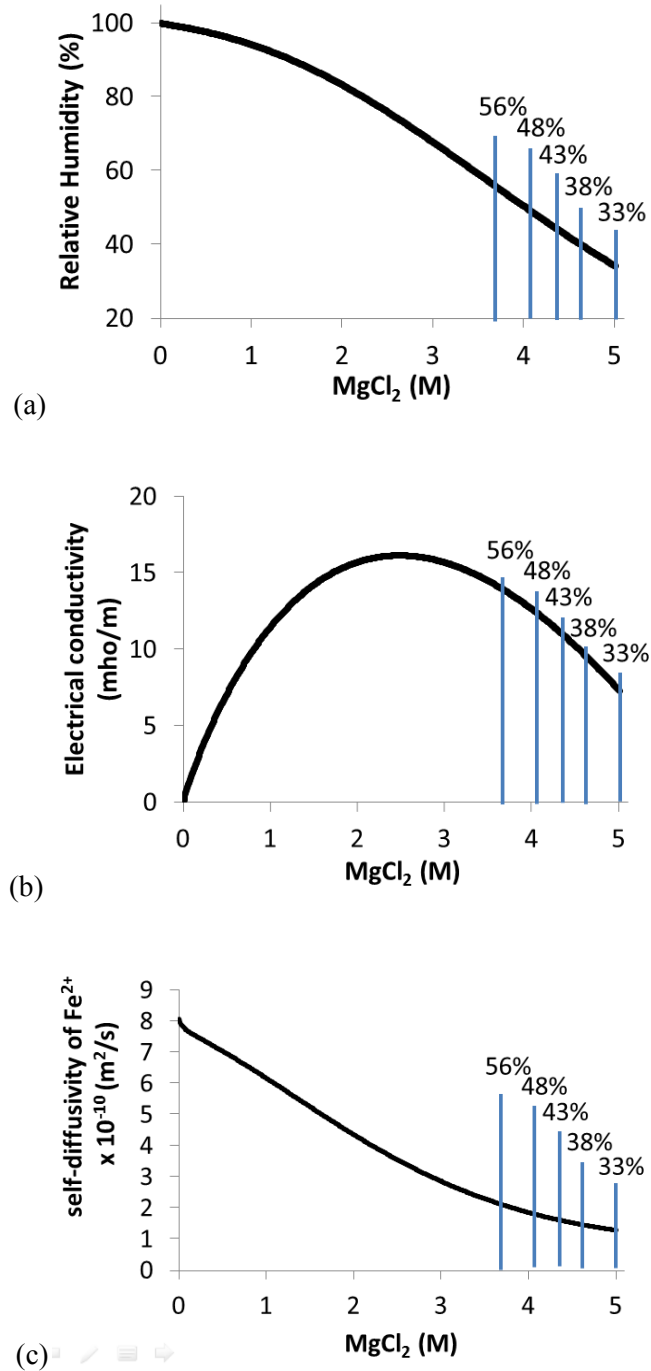 Relative Humidity (%)
100
80
60
40
20
56%
48%
43%
38%
33%
0 1 2 3 4 5
MgCl₂ (M)
(a)
Electrical conductivity
(mho/m)
20
15
10
5
0
56%
48%
43%
38%
33%
0 1 2 3 4 5
MgCl₂ (M)
(b)
self-diffusivity of Fe²⁺
x 10⁻¹⁰ (m²/s)
9
8
7
6
5
4
3
2
1
0
56%
48%
43%
38%
33%
0 1 2 3 4 5
MgCl₂ (M)
(c)